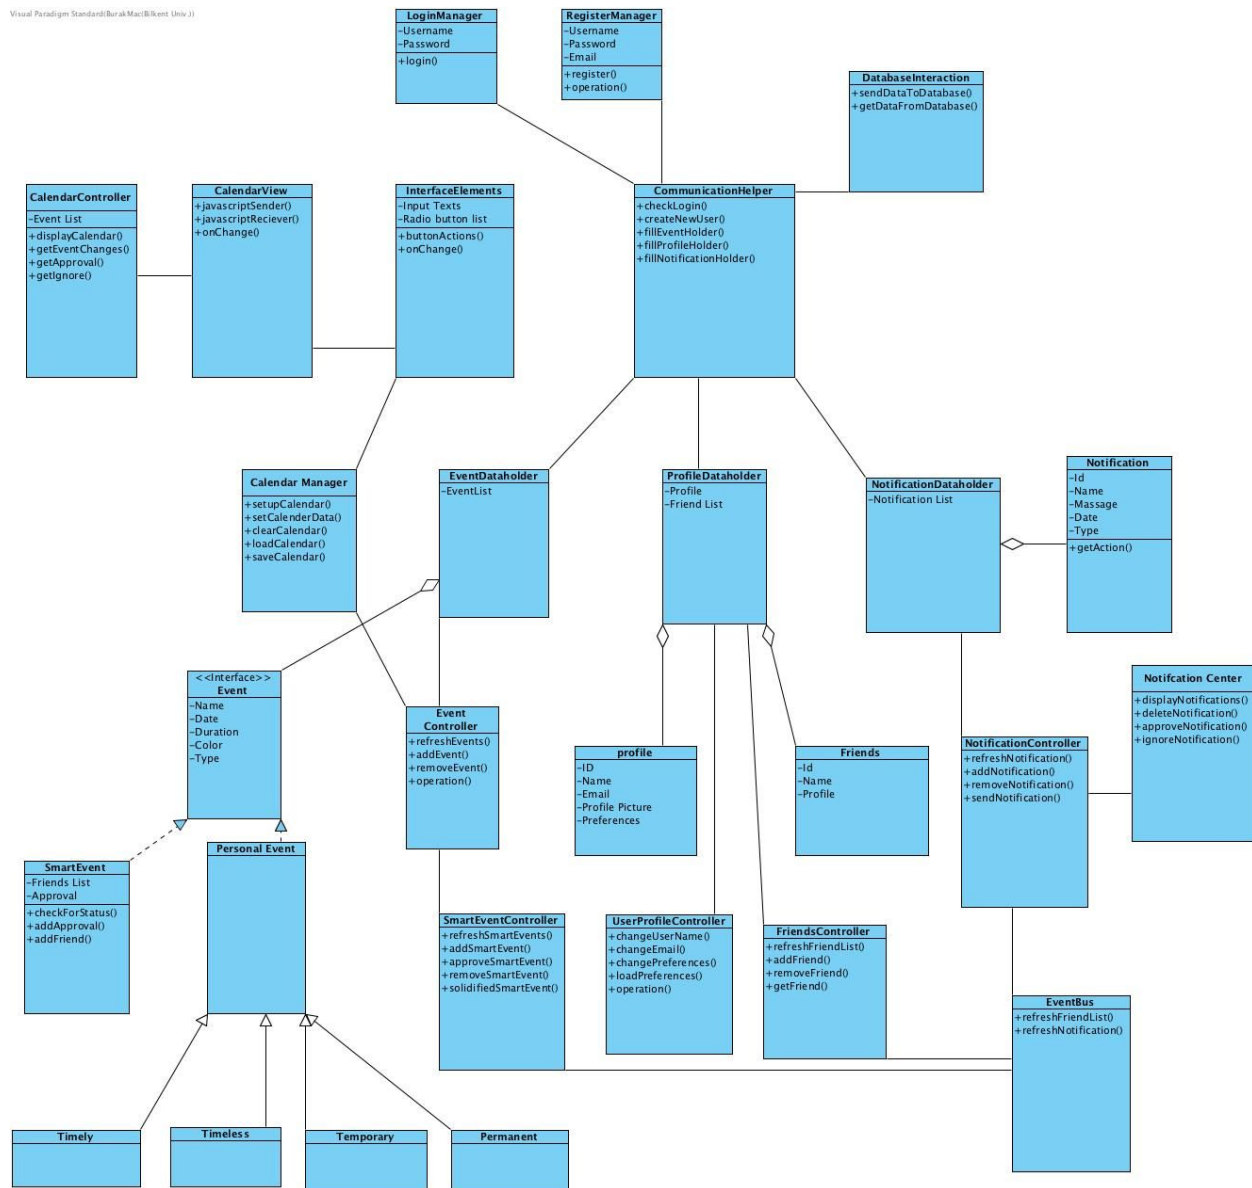 Visual Paradigm Standard(BurakMac(Bilkent Univ.))
LoginManager
-Username
-Password
+login()
RegisterManager
-Username
-Password
-Email
+register()
+operation()
DatabaseInteraction
+sendDataToDatabase()
+getDataFromDatabase()
CalendarController
-Event List
+displayCalendar()
+getEventChanges()
+getApproval()
+getIgnore()
CalendarView
+javascriptSender()
+javascriptReciever()
+onChange()
InterfaceElements
-Input Texts
-Radio button list
+buttonActions()
+onChange()
CommunicationHelper
+checkLogin()
+createNewUser()
+fillEventHolder()
+fillProfileHolder()
+fillNotificationHolder()
Calendar Manager
+setupCalendar()
+setCalenderData()
+clearCalendar()
+loadCalendar()
+saveCalendar()
EventDataholder
-EventList
ProfileDataholder
-Profile
-Friend List
NotificationDataholder
-Notification List
Notification
-Id
-Name
-Massage
-Date
-Type
+getAction()
<<Interface>>
Event
-Name
-Date
-Duration
-Color
-Type
Event
Controller
+refreshEvents()
+addEvent()
+removeEvent()
+operation()
profile
-ID
-Name
-Email
-Profile Picture
-Preferences
Friends
-Id
-Name
-Profile
NotificationController
+refreshNotification()
+addNotification()
+removeNotification()
+sendNotification()
Notifcation Center
+displayNotifications()
+deleteNotification()
+approveNotification()
+ignoreNotification()
SmartEvent
-Friends List
-Approval
+checkForStatus()
+addApproval()
+addFriend()
Personal Event
SmartEventController
+refreshSmartEvents()
+addSmartEvent()
+approveSmartEvent()
+removeSmartEvent()
+solidifiedSmartEvent()
UserProfileController
+changeUserName()
+changeEmail()
+changePreferences()
+loadPreferences()
+operation()
FriendsController
+refreshFriendList()
+addFriend()
+removeFriend()
+getFriend()
EventBus
+refreshFriendList()
+refreshNotification()
Timely
Timeless
Temporary
Permanent